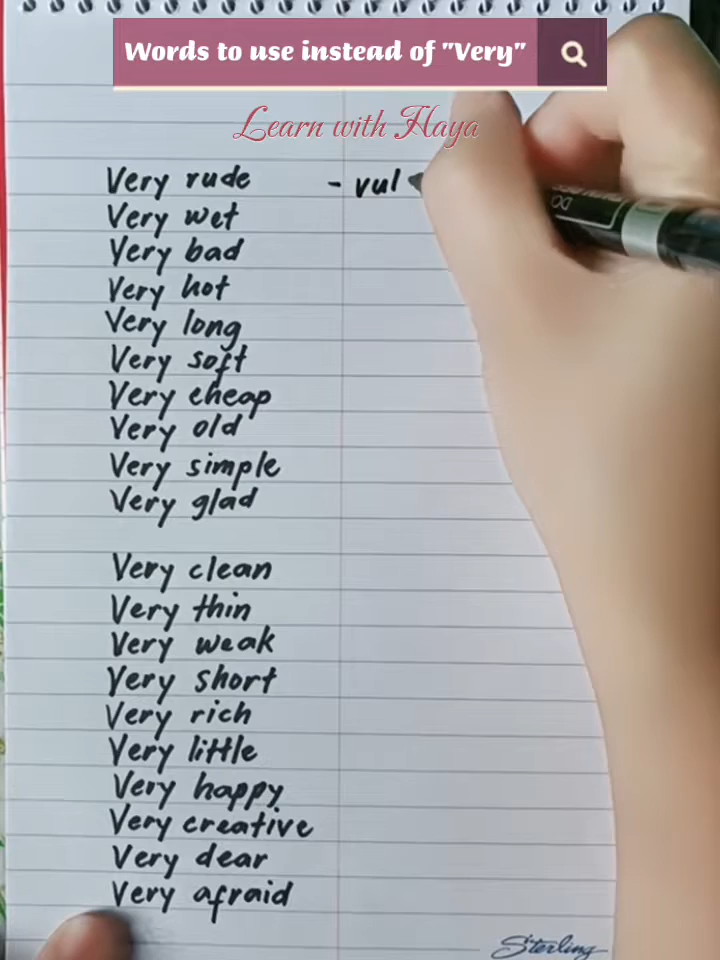 Words to use instead of "Very"
Learn with Haya
Very rude - vul
Very wet
Very bad
Very hot
Very long
Very soft
Very cheap
Very old
Very simple
Very glad
Very clean
Very thin
Very weak
Very short
Very rich
Very little
Very happy
Very creative
Very dear
Very afraid
Sterling